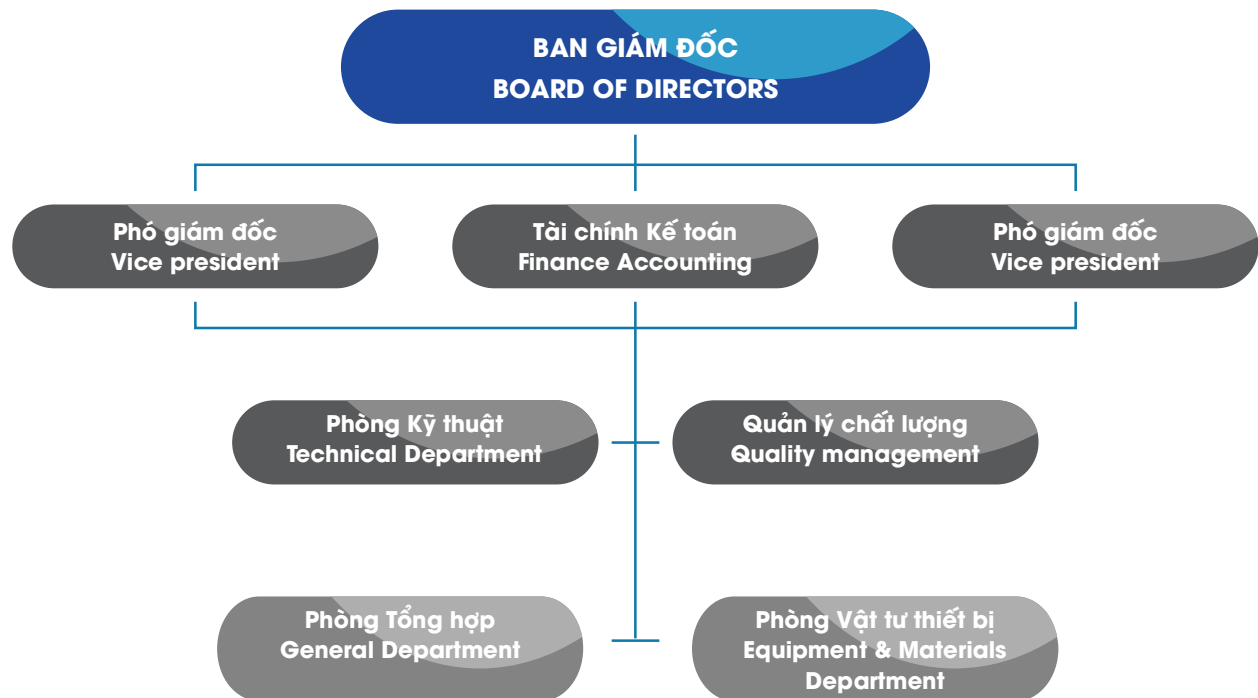 BAN GIÁM ĐỐC
BOARD OF DIRECTORS
Phó giám đốc
Vice president
Tài chính Kế toán
Finance Accounting
Phó giám đốc
Vice president
Phòng Kỹ thuật
Technical Department
Quản lý chất lượng
Quality management
Phòng Tổng hợp
General Department
Phòng Vật tư thiết bị
Equipment & Materials
Department